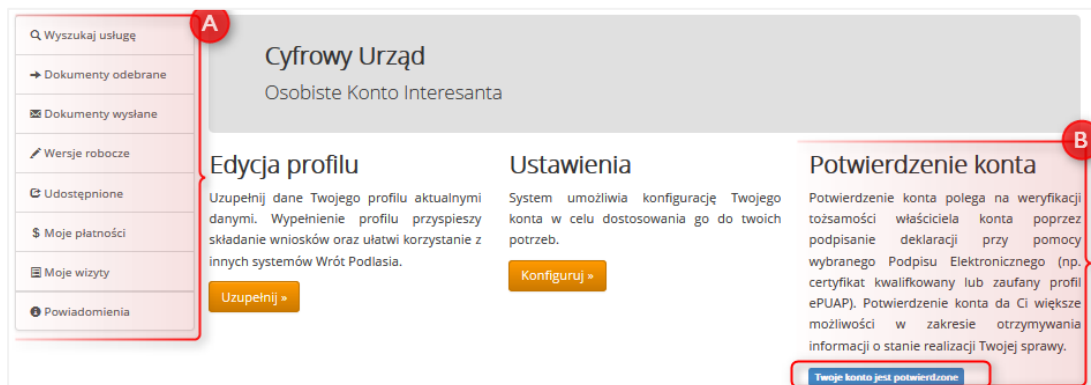 A
Wyszukaj usługę
Dokumenty odebrane
Dokumenty wysłane
Wersje robocze
Udostępnione
$ Moje płatności
Moje wizyty
Powiadomienia
Cyfrowy Urząd
Osobiste Konto Interesanta
Edycja profilu
Uzupełnij dane Twojego profilu aktualnymi
danymi. Wypełnienie profilu przyspieszy
składanie wniosków oraz ułatwi korzystanie z
innych systemów Wrót Podlasia.
Uzupełnij »
Ustawienia
System umożliwia konfigurację Twojego
konta w celu dostosowania go do twoich
potrzeb.
Konfiguruj »
B
Potwierdzenie konta
Potwierdzenie konta polega na weryfikacji
tożsamości właściciela konta poprzez
podpisanie deklaracji przy pomocy
wybranego Podpisu Elektronicznego (np.
certyfikat kwalifkowany lub zaufany profil
ePUAP). Potwierdzenie konta da Ci większe
możliwości w zakresie otrzymywania
informacji o stanie realizacji Twojej sprawy.
Twoje konto jest potwierdzone